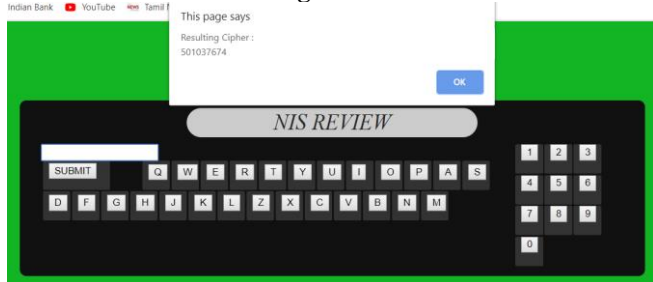 Indian Bank YouTube NEWS Tamil
This page says
Resulting Cipher :
501037674
OK
NIS REVIEW
1 2 3
SUBMIT Q W E R T Y U I O P A S
4 5 6
D F G H J K L Z X C V B N M
7 8 9
0